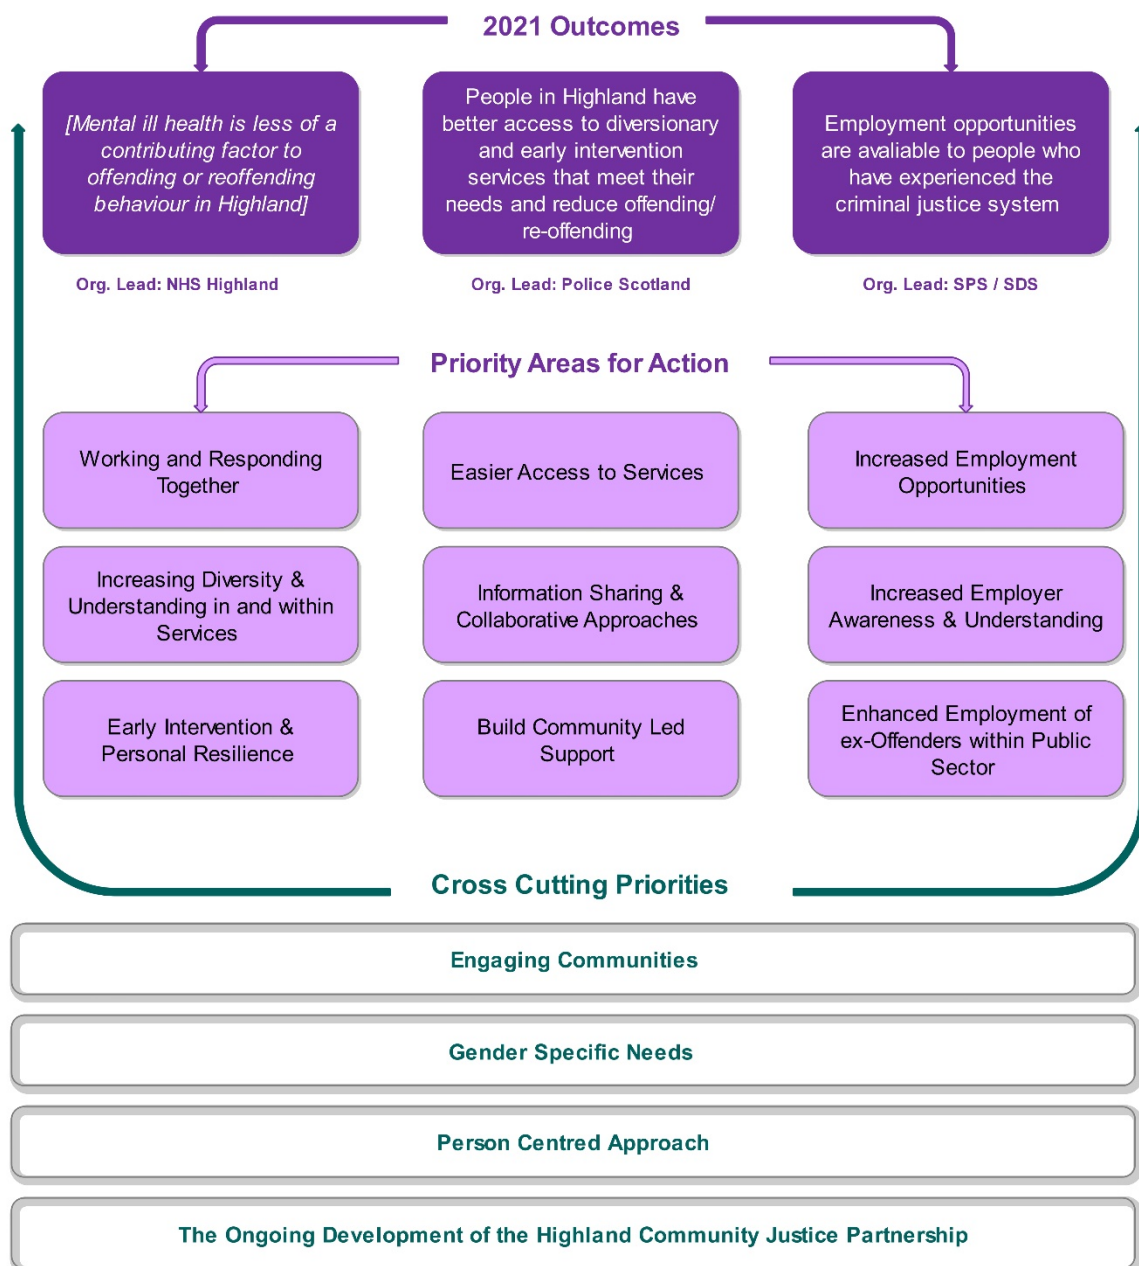 2021 Outcomes
[Mental ill health is less of a
contributing factor to
offending or reoffending
behaviour in Highland]
People in Highland have
better access to diversionary
and early intervention
services that meet their
needs and reduce offending/
re-offending
Employment opportunities
are avaliable to people who
have experienced the
criminal justice system
Org. Lead: NHS Highland
Org. Lead: Police Scotland
Org. Lead: SPS / SDS
Priority Areas for Action
Working and Responding
Together
Easier Access to Services
Increased Employment
Opportunities
Increasing Diversity &
Understanding in and within
Services
Information Sharing &
Collaborative Approaches
Increased Employer
Awareness & Understanding
Early Intervention &
Personal Resilience
Build Community Led
Support
Enhanced Employment of
ex-Offenders within Public
Sector
Cross Cutting Priorities
Engaging Communities
Gender Specific Needs
Person Centred Approach
The Ongoing Development of the Highland Community Justice Partnership